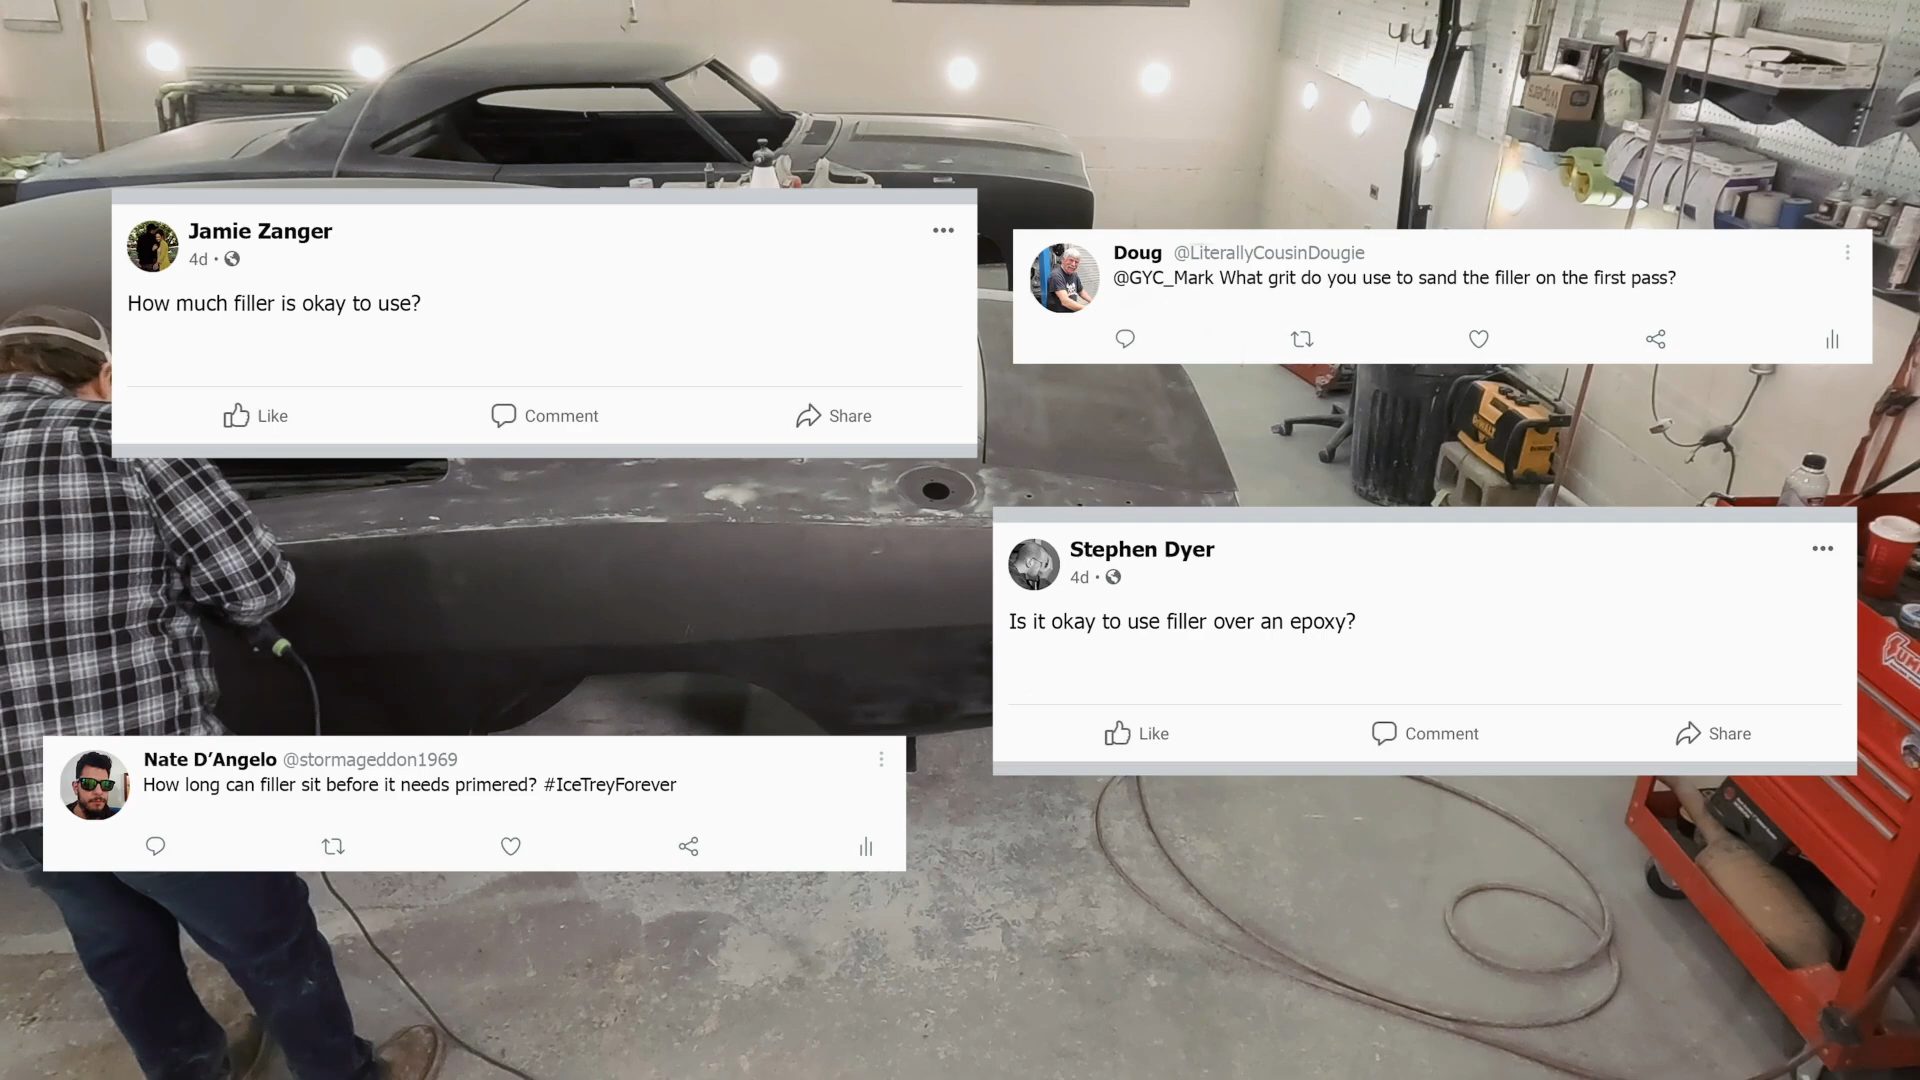 Jamie Zanger
4d
How much filler is okay to use?
Like
Comment
Share
Doug @LiterallyCousinDougie
@GYC_Mark What grit do you use to sand the filler on the first pass?
Stephen Dyer
4d
Is it okay to use filler over an epoxy?
Like
Comment
Share
Nate D’Angelo @stormageddon1969
How long can filler sit before it needs primered? #IceTreyForever
Wipers
DEWALT